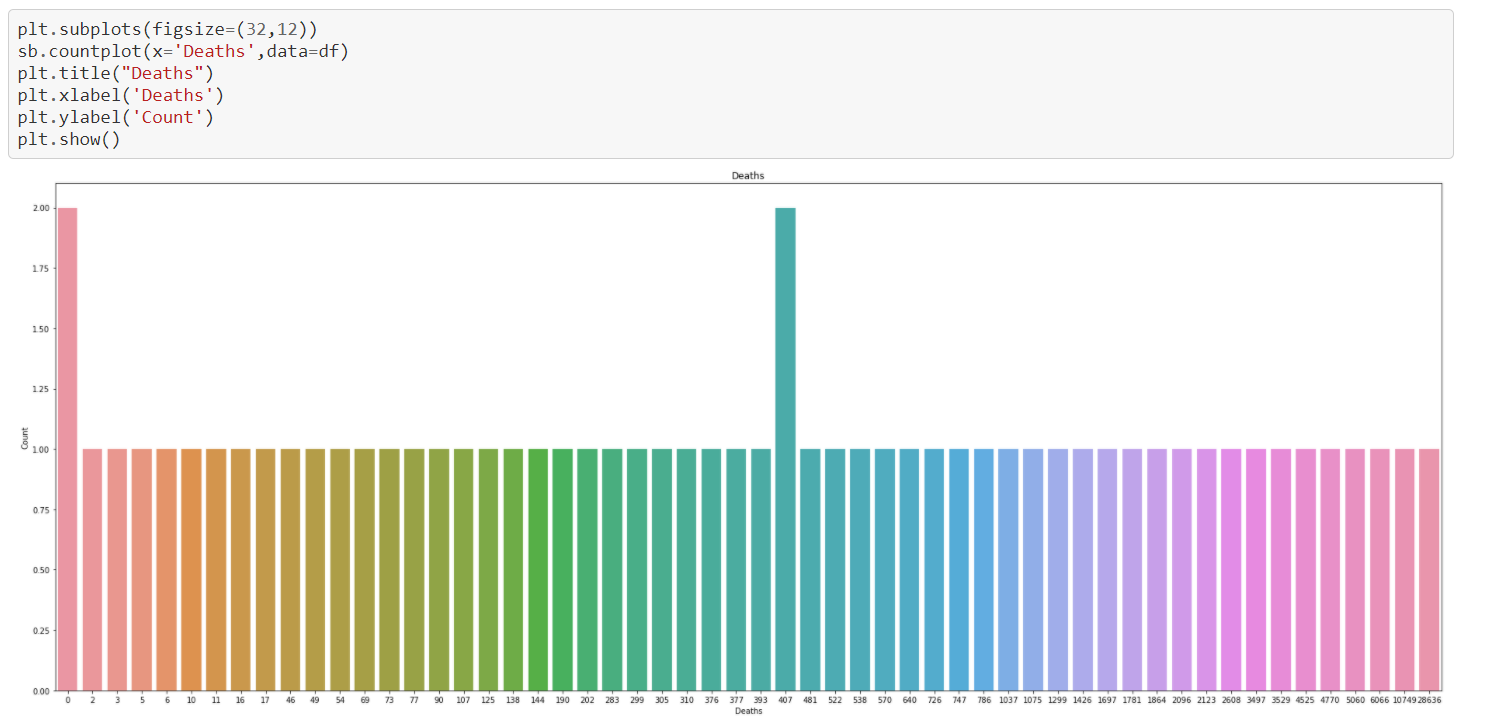 plt.subplots(figsize=(32,12))
sb.countplot(x='Deaths',data=df)
plt.title("Deaths")
plt.xlabel('Deaths')
plt.ylabel('Count')
plt.show()
Deaths
2.00
1.75
1.50
1.25
1.00
0.75
0.50
0.25
0.00
Count
0 2 3 5 6 10 11 16 17 46 49 54 69 73 77 90 107 125 138 144 190 202 283 299 305 310 376 377 393 407 481 522 538 570 640 726 747 786 1037 1075 1299 1426 1697 1781 1864 2096 2123 2608 3497 3529 4525 4770 5060 6066 10749 28636
Deaths